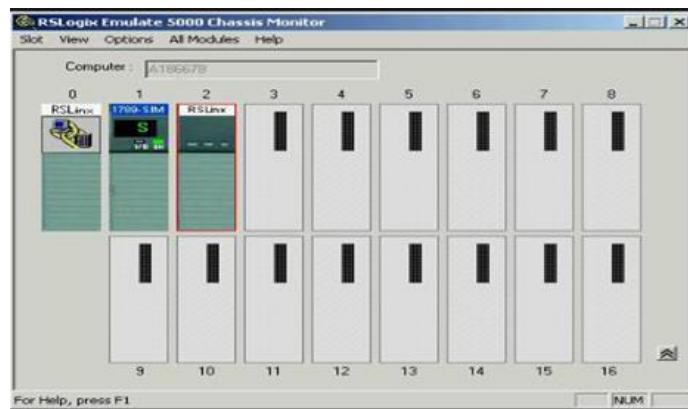 RSLogix Emulate 5000 Chassis Monitor
Slot View Options All Modules Help
Computer : A186678
0 1 2 3 4 5 6 7 8
RSLinx 1789-SIM RSLinx
S
9 10 11 12 13 14 15 16
For Help, press F1 NUM